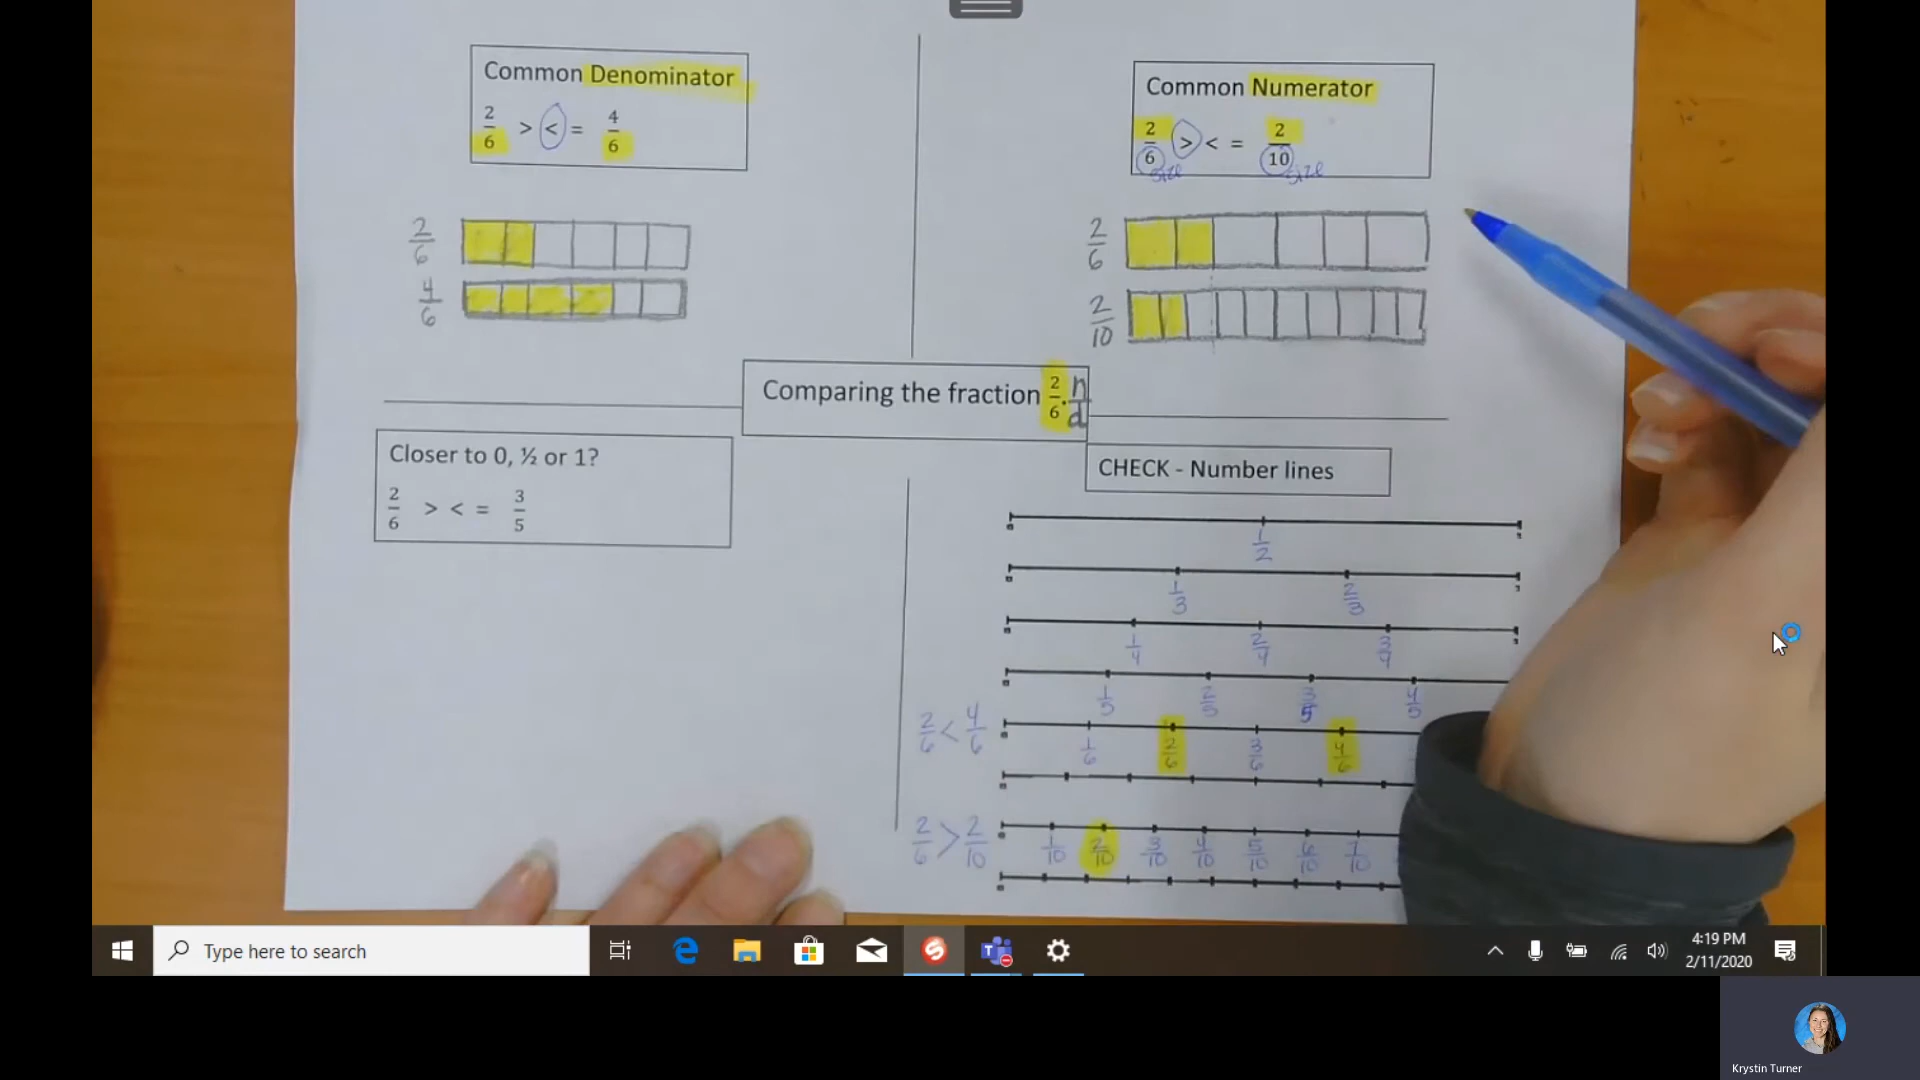 Common Denominator
2/6 > < = 4/6
2/6
4/6
Common Numerator
2/6 > < = 2/10
size size
2/6
2/10
Comparing the fraction 2/6. n/d
Closer to 0, ½ or 1?
2/6 > < = 3/5
CHECK - Number lines
1/2
1/3 2/3
1/4 2/4 3/4
1/5 2/5 3/5 4/5
2/6 < 4/6
1/6 2/6 3/6 4/6
2/6 > 2/10
1/10 2/10 3/10 4/10 5/10 6/10 7/10
Type here to search
4:19 PM
2/11/2020
Krystin Turner